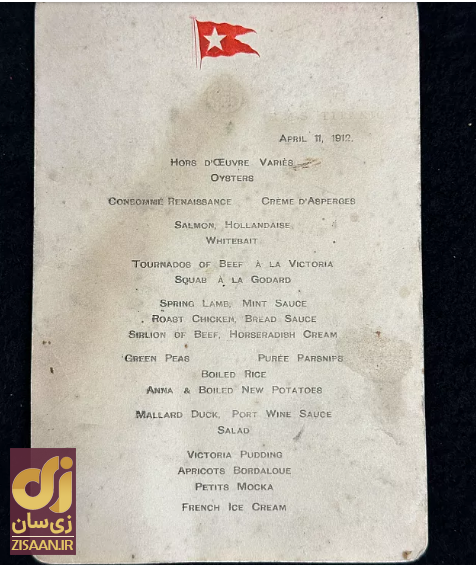 APRIL 11, 1912.
HORS D'ŒUVRE VARIÉS
OYSTERS
CONSOMMÉ RENAISSANCE CRÈME D'ASPERGES
SALMON, HOLLANDAISE
WHITEBAIT
TOURNADOS OF BEEF À LA VICTORIA
SQUAB À LA GODARD
SPRING LAMB, MINT SAUCE
ROAST CHICKEN, BREAD SAUCE
SIRLION OF BEEF, HORSERADISH CREAM
GREEN PEAS PURÉE PARSNIPS
BOILED RICE
ANNA & BOILED NEW POTATOES
MALLARD DUCK, PORT WINE SAUCE
SALAD
VICTORIA PUDDING
APRICOTS BORDALOUE
PETITS MOCKA
FRENCH ICE CREAM
زی‌سان
ZISAAN.IR